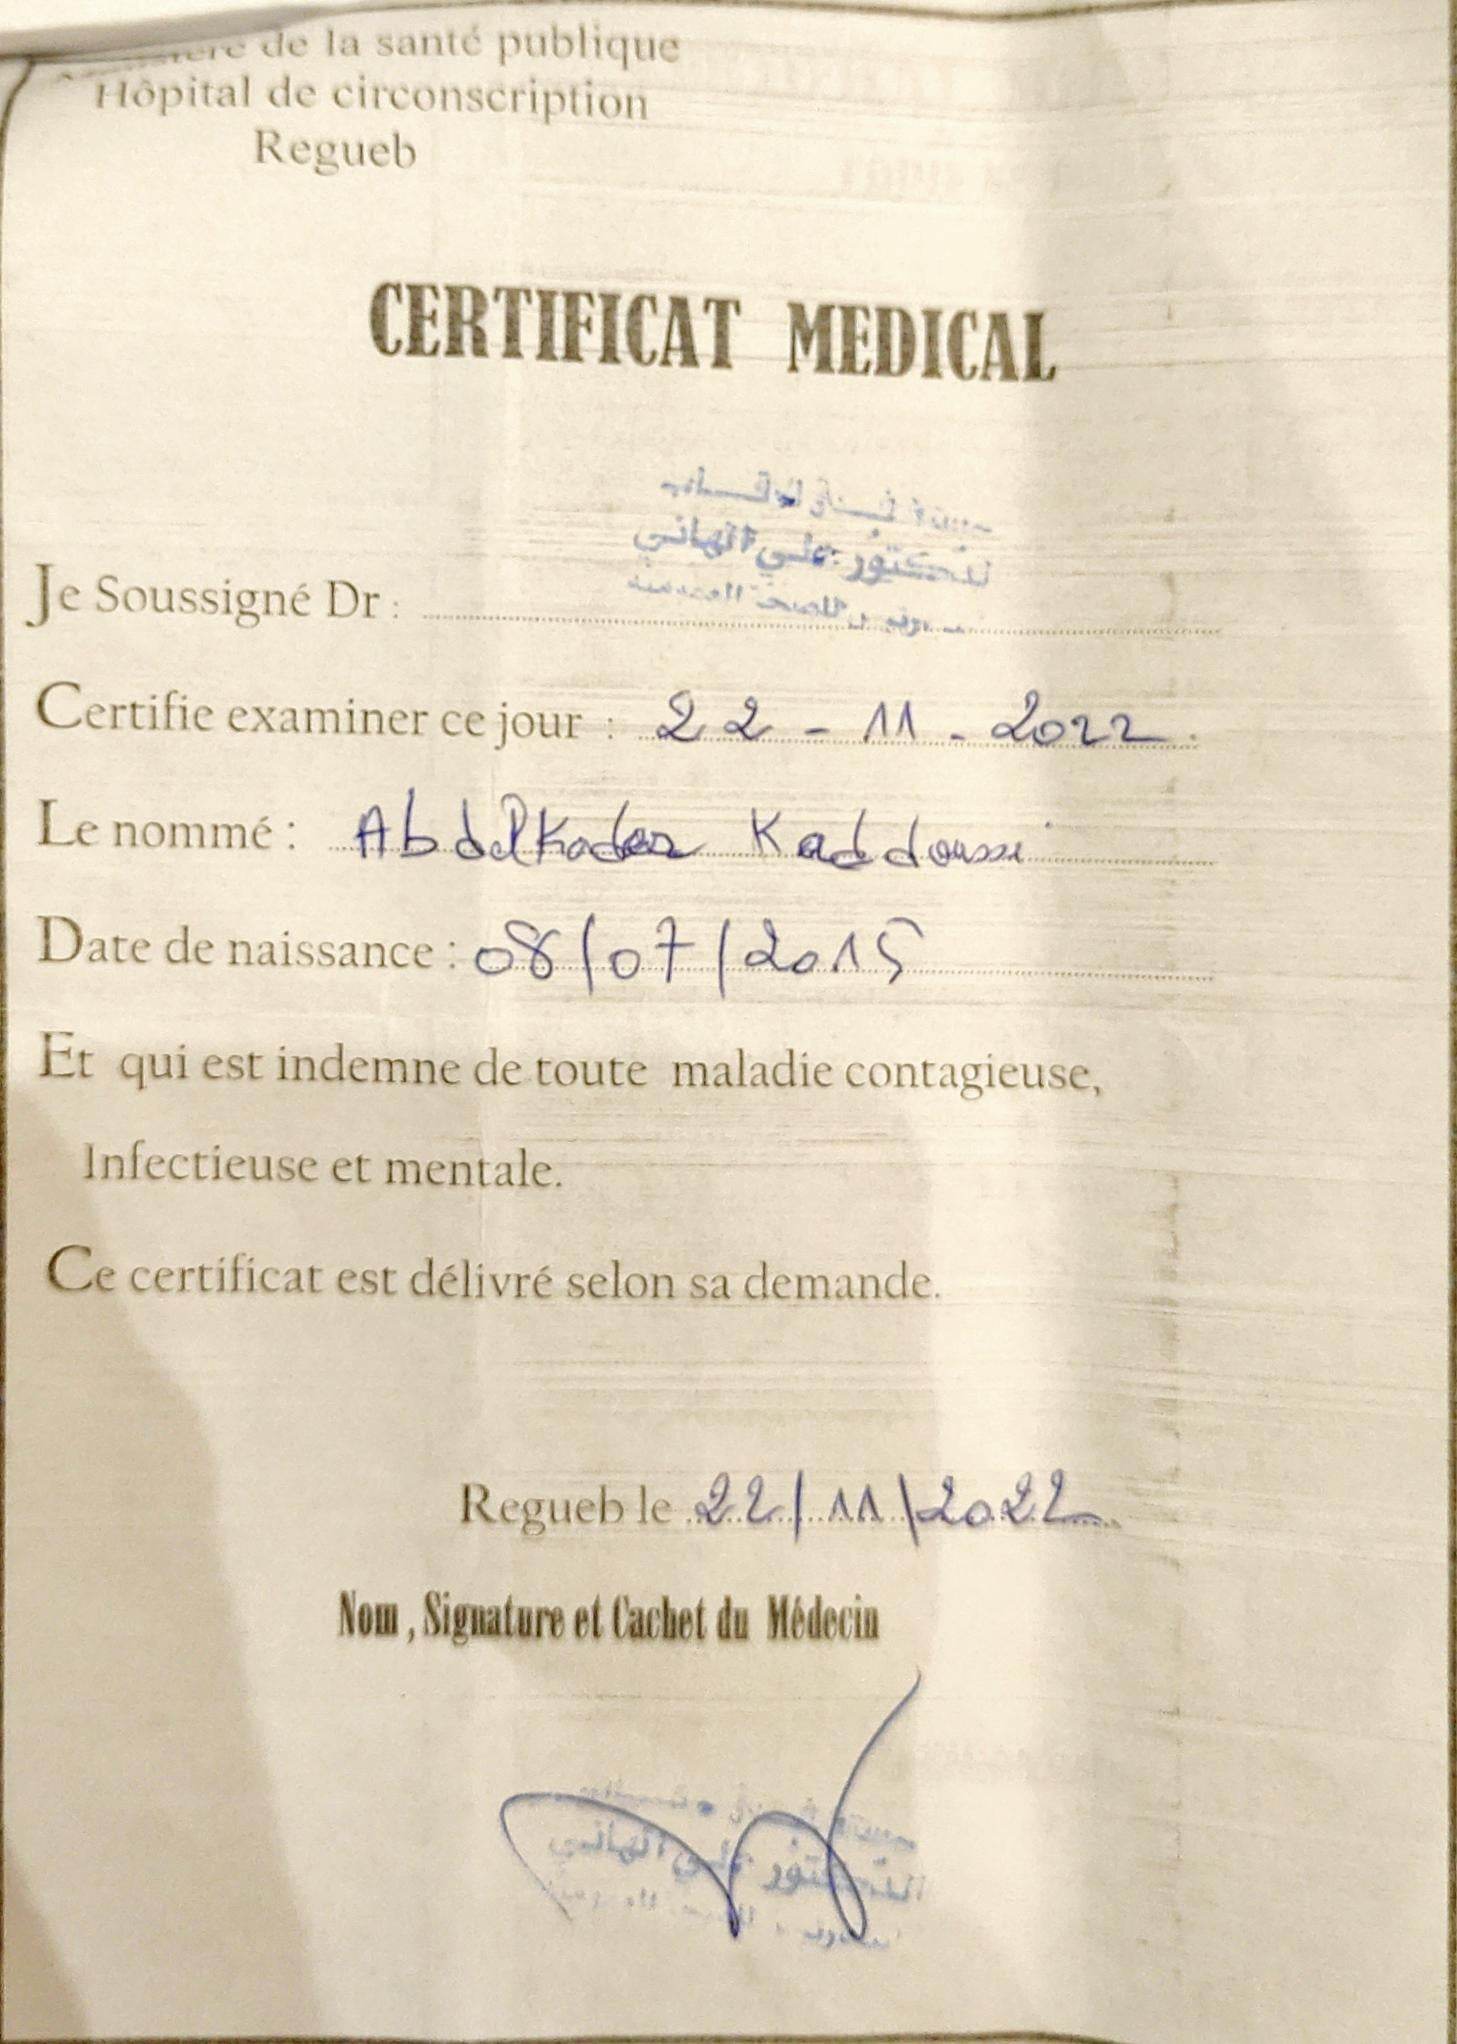 de la santé publique
Hôpital de circonscription
Regueb
CERTIFICAT MEDICAL
الدكتور علي الهاني
Je Soussigné Dr :
Certifie examiner ce jour : 22 - 11 - 2022
Le nommé : Abdelkader Kaddoussi
Date de naissance : 08/07/2015
Et qui est indemne de toute maladie contagieuse,
Infectieuse et mentale.
Ce certificat est délivré selon sa demande.
Regueb le 22/11/2022
Nom , Signature et Cachet du Médecin
الدكتور علي الهاني